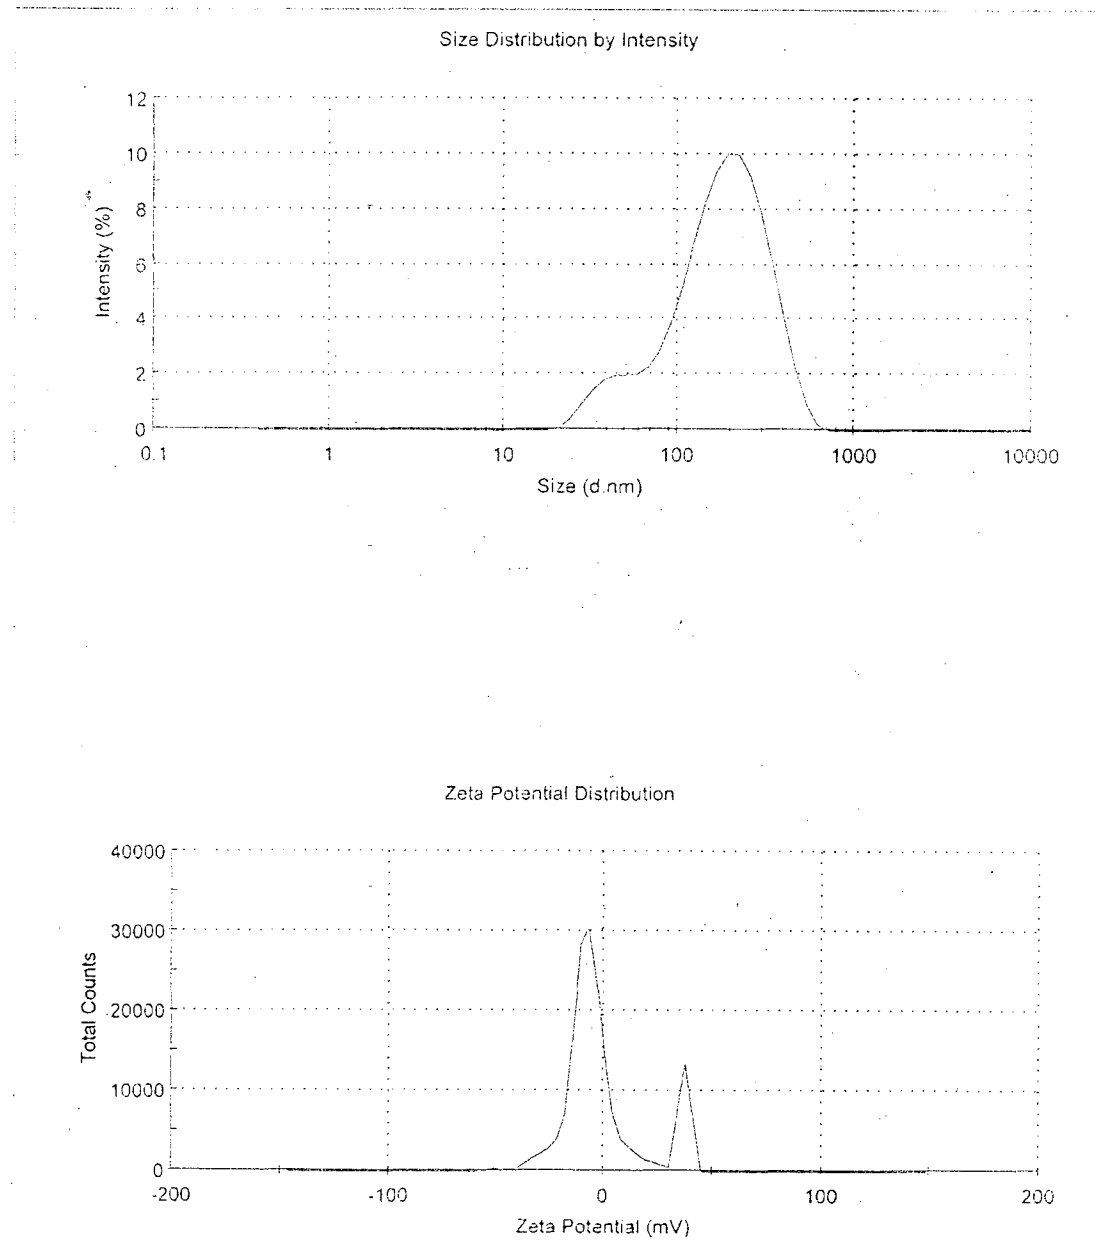 Size Distribution by Intensity
12
10
8
6
4
2
0
Intensity (%)
0.1 1 10 100 1000 10000
Size (d.nm)
Zeta Potential Distribution
40000
30000
20000
10000
0
Total Counts
-200 -100 0 100 200
Zeta Potential (mV)